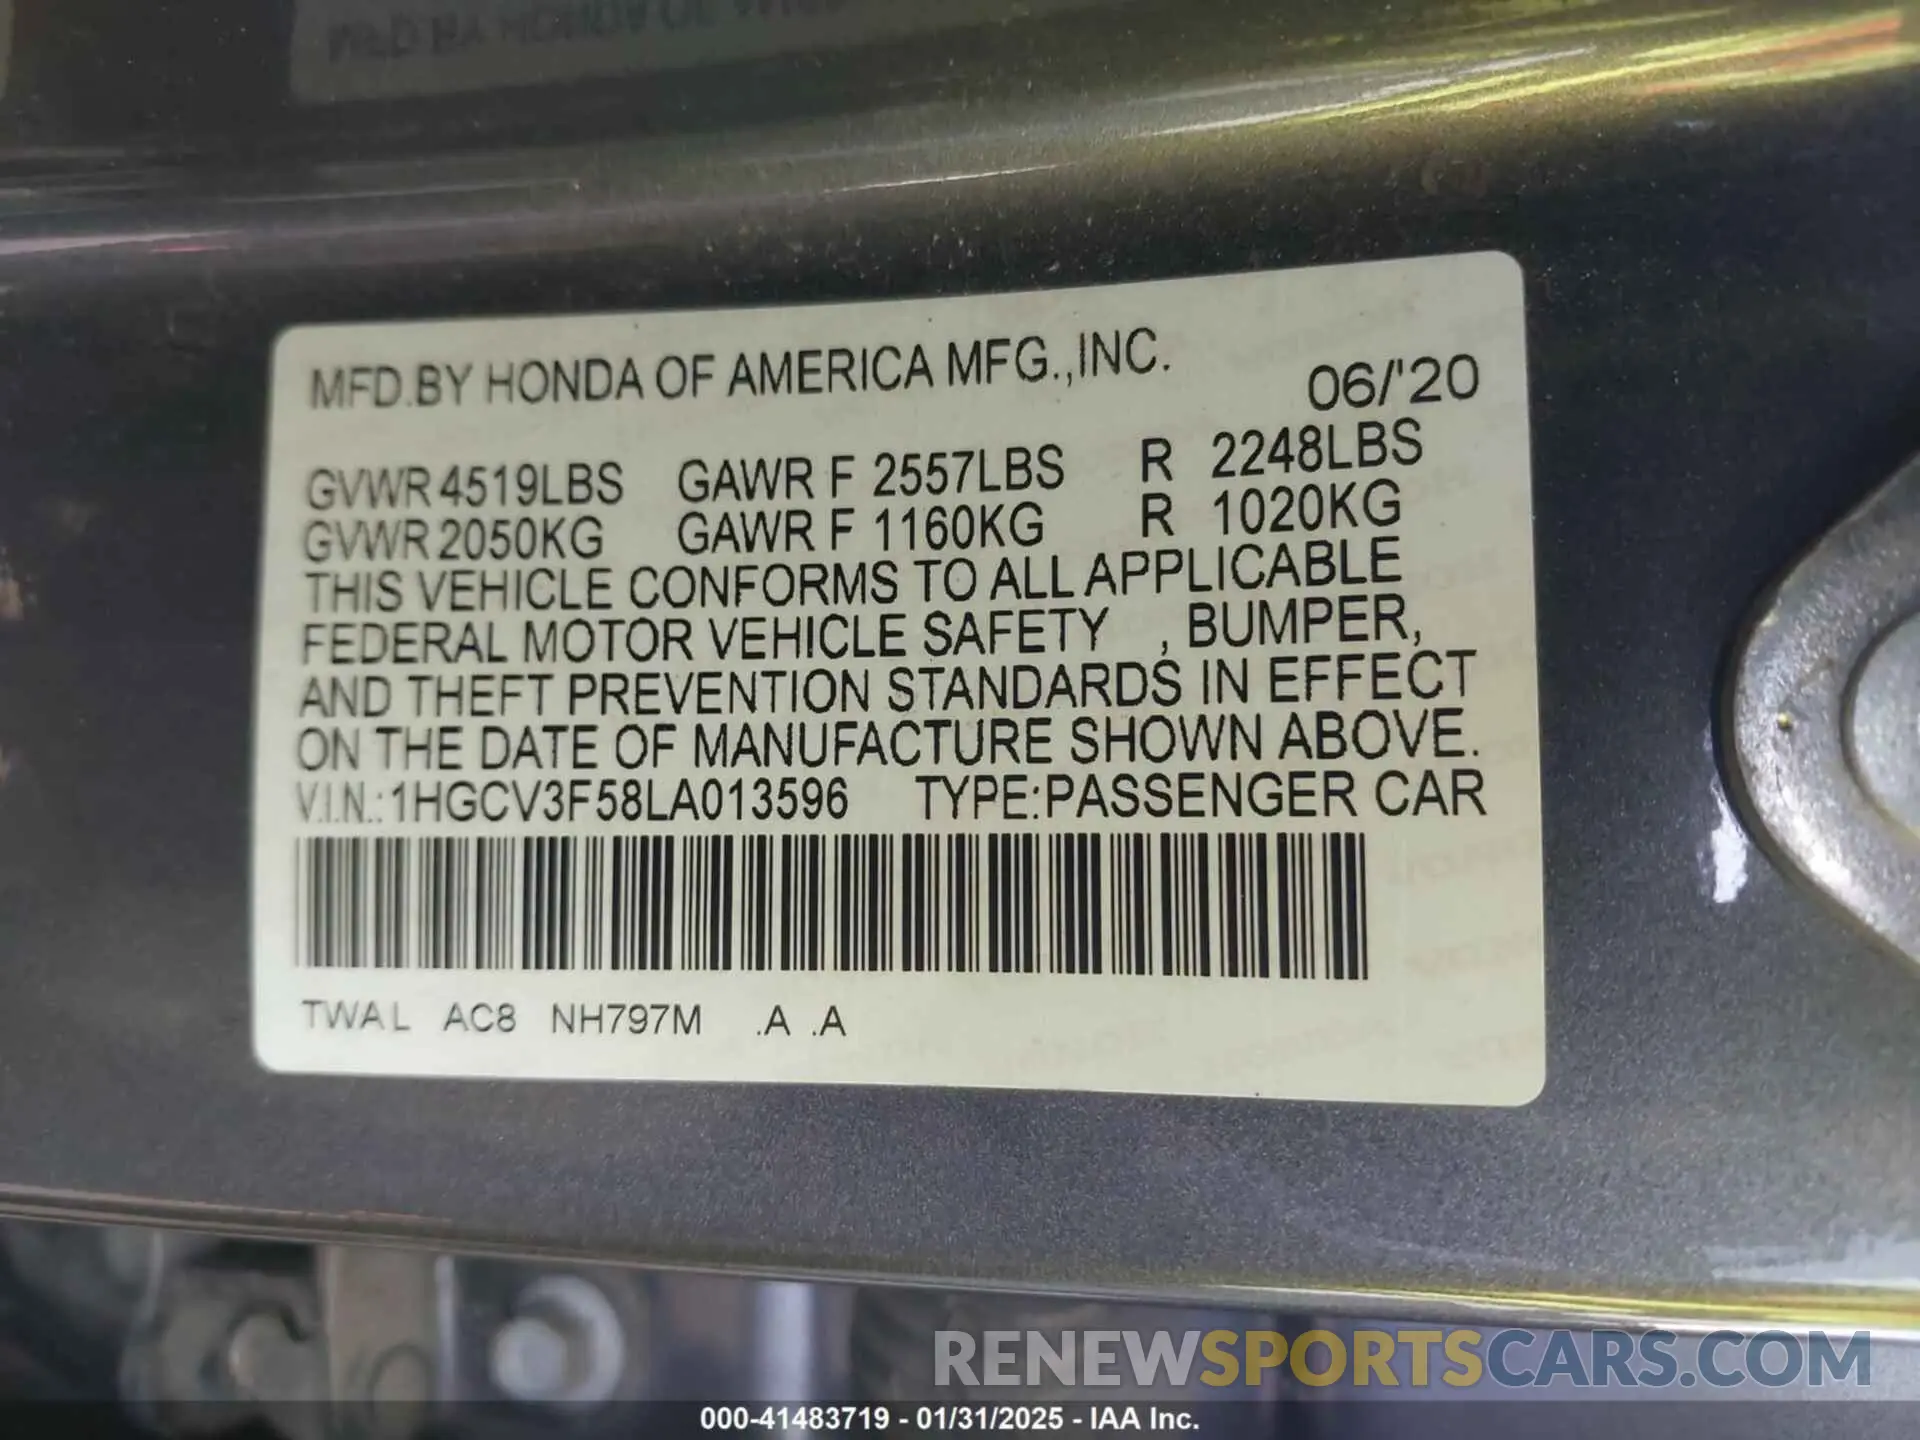 MFD.BY HONDA OF AMERICA MFG.,INC. 06/'20
GVWR 4519LBS GAWR F 2557LBS R 2248LBS
GVWR 2050KG GAWR F 1160KG R 1020KG
THIS VEHICLE CONFORMS TO ALL APPLICABLE
FEDERAL MOTOR VEHICLE SAFETY , BUMPER,
AND THEFT PREVENTION STANDARDS IN EFFECT
ON THE DATE OF MANUFACTURE SHOWN ABOVE.
V.I.N.:1HGCV3F58LA013596 TYPE:PASSENGER CAR
TWAL AC8 NH797M .A .A
RENEWSPORTSCARS.COM
000-41483719 - 01/31/2025 - IAA Inc.